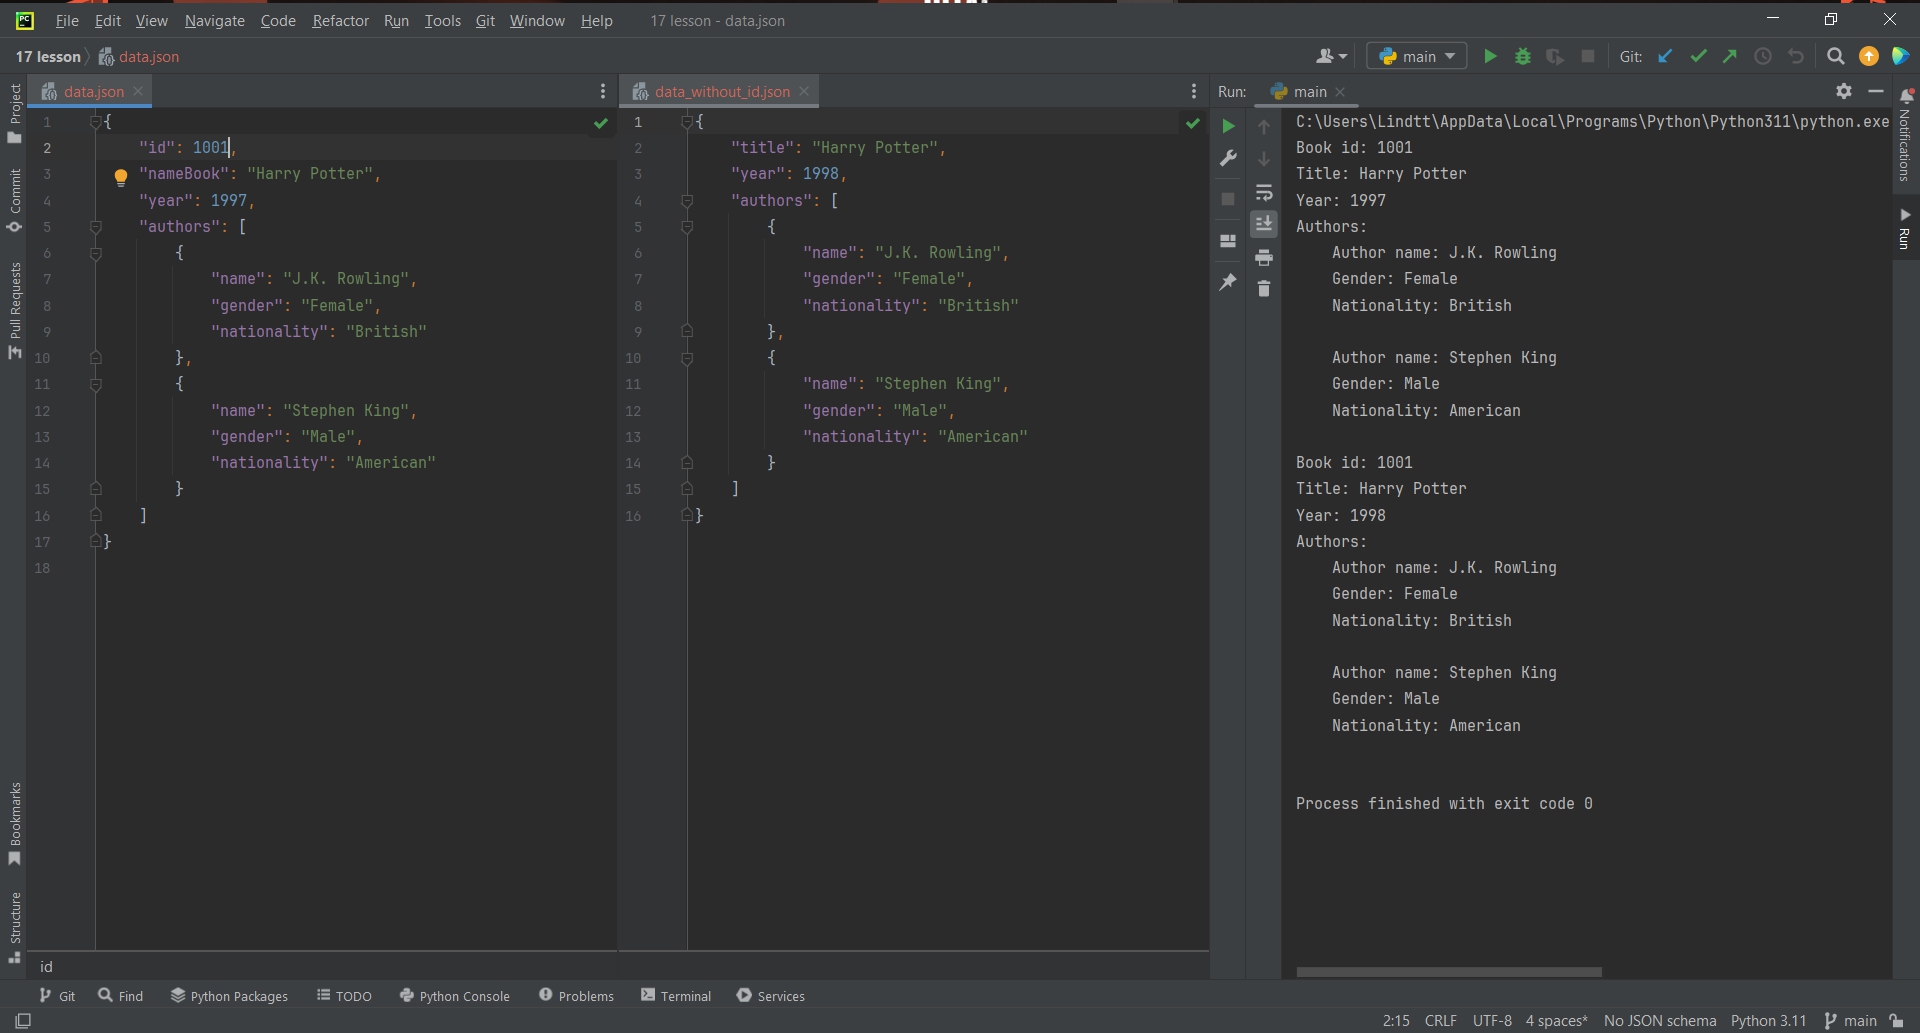 File Edit View Navigate Code Refactor Run Tools Git Window Help 17 lesson - data.json
17 lesson data.json main Git:
Project
Commit
Pull Requests
Bookmarks
Structure
data.json
1 {
2     "id": 1001,
3     "nameBook": "Harry Potter",
4     "year": 1997,
5     "authors": [
6         {
7             "name": "J.K. Rowling",
8             "gender": "Female",
9             "nationality": "British"
10         },
11         {
12             "name": "Stephen King",
13             "gender": "Male",
14             "nationality": "American"
15         }
16     ]
17 }
18
id
data_without_id.json
1 {
2     "title": "Harry Potter",
3     "year": 1998,
4     "authors": [
5         {
6             "name": "J.K. Rowling",
7             "gender": "Female",
8             "nationality": "British"
9         },
10         {
11             "name": "Stephen King",
12             "gender": "Male",
13             "nationality": "American"
14         }
15     ]
16 }
Run: main
C:\Users\Lindtt\AppData\Local\Programs\Python\Python311\python.exe
Book id: 1001
Title: Harry Potter
Year: 1997
Authors:
    Author name: J.K. Rowling
    Gender: Female
    Nationality: British
    Author name: Stephen King
    Gender: Male
    Nationality: American
Book id: 1001
Title: Harry Potter
Year: 1998
Authors:
    Author name: J.K. Rowling
    Gender: Female
    Nationality: British
    Author name: Stephen King
    Gender: Male
    Nationality: American
Process finished with exit code 0
Notifications
Run
Git Find Python Packages TODO Python Console Problems Terminal Services
2:15 CRLF UTF-8 4 spaces* No JSON schema Python 3.11 main